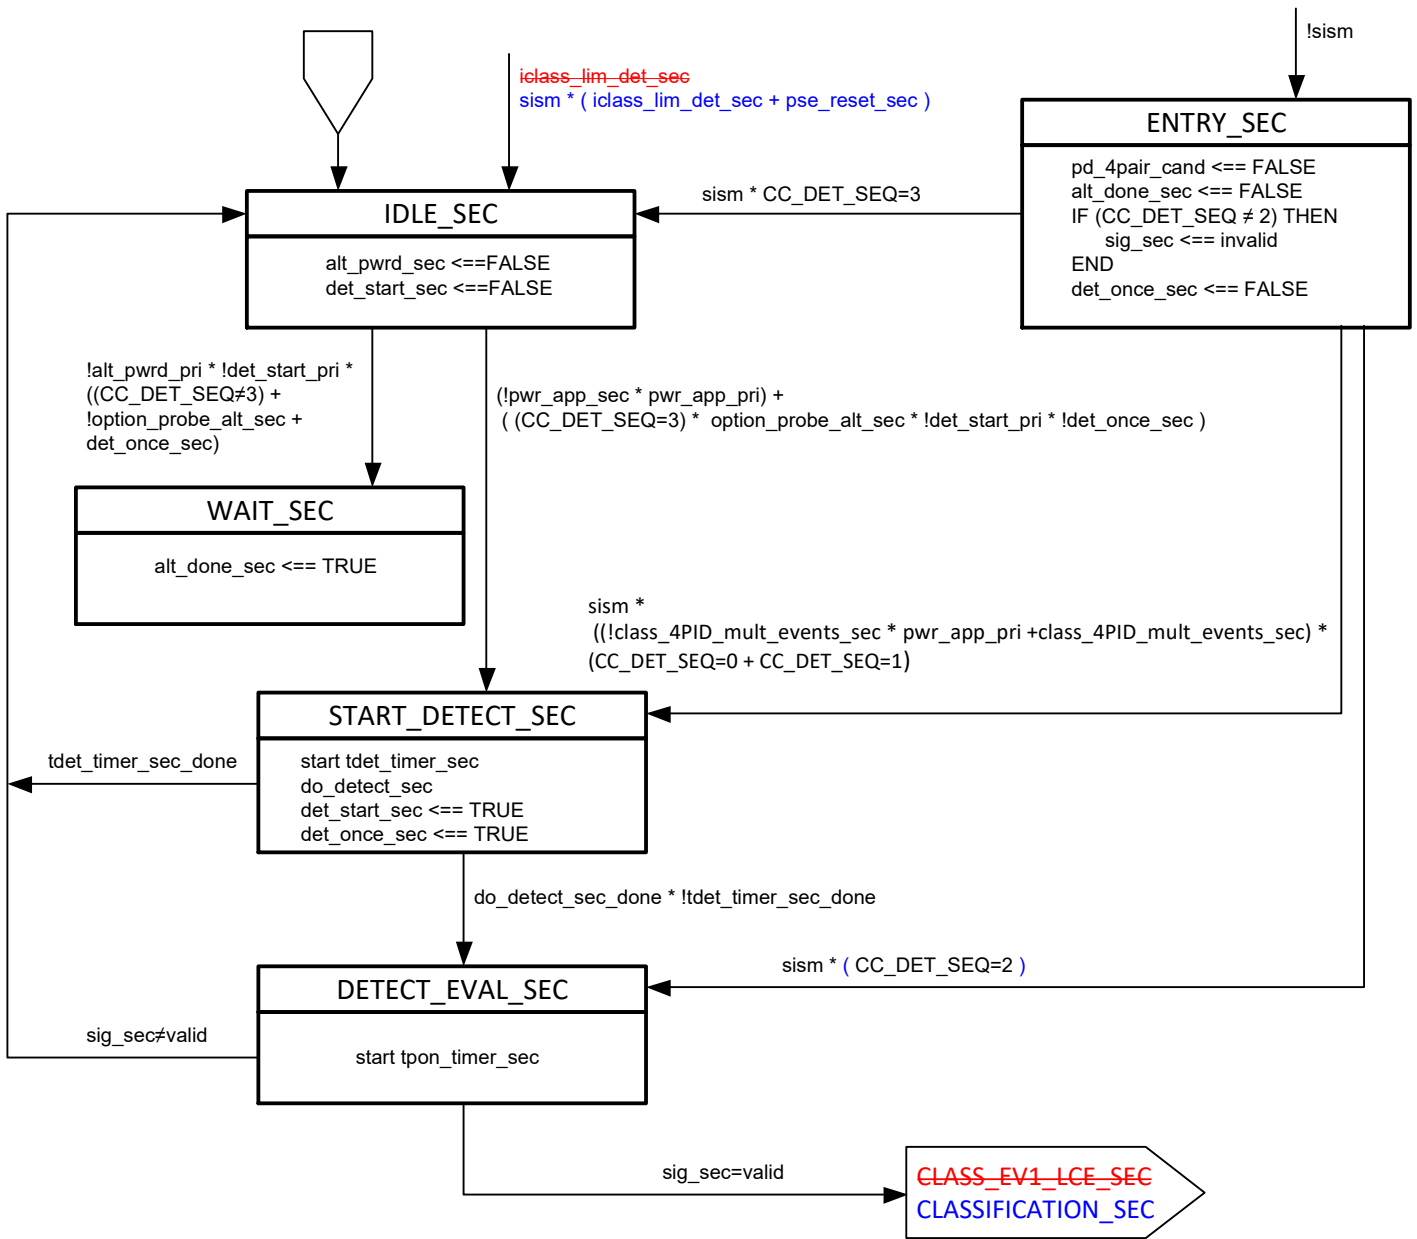 !sism
iclass_lim_det_sec
sism * ( iclass_lim_det_sec + pse_reset_sec )
ENTRY_SEC
pd_4pair_cand <== FALSE
alt_done_sec <== FALSE
IF (CC_DET_SEQ ≠ 2) THEN
sig_sec <== invalid
END
det_once_sec <== FALSE
sism * CC_DET_SEQ=3
IDLE_SEC
alt_pwrd_sec <==FALSE
det_start_sec <==FALSE
!alt_pwrd_pri * !det_start_pri *
((CC_DET_SEQ≠3) +
!option_probe_alt_sec +
det_once_sec)
(!pwr_app_sec * pwr_app_pri) +
( (CC_DET_SEQ=3) * option_probe_alt_sec * !det_start_pri * !det_once_sec )
WAIT_SEC
alt_done_sec <== TRUE
sism *
((!class_4PID_mult_events_sec * pwr_app_pri +class_4PID_mult_events_sec) *
(CC_DET_SEQ=0 + CC_DET_SEQ=1)
START_DETECT_SEC
start tdet_timer_sec
do_detect_sec
det_start_sec <== TRUE
det_once_sec <== TRUE
tdet_timer_sec_done
do_detect_sec_done * !tdet_timer_sec_done
sism * ( CC_DET_SEQ=2 )
DETECT_EVAL_SEC
start tpon_timer_sec
sig_sec≠valid
sig_sec=valid
CLASS_EV1_LCE_SEC
CLASSIFICATION_SEC